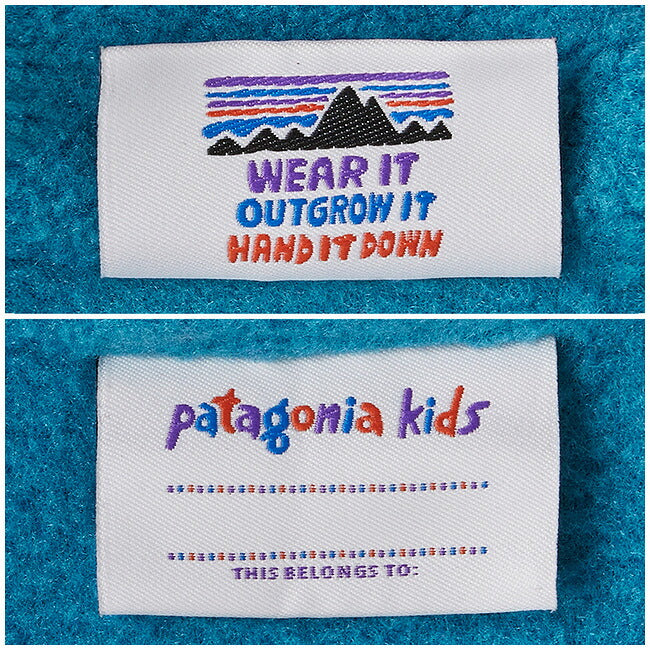 WEAR IT
OUTGROW IT
HAND IT DOWN
patagonia kids
THIS BELONGS TO: